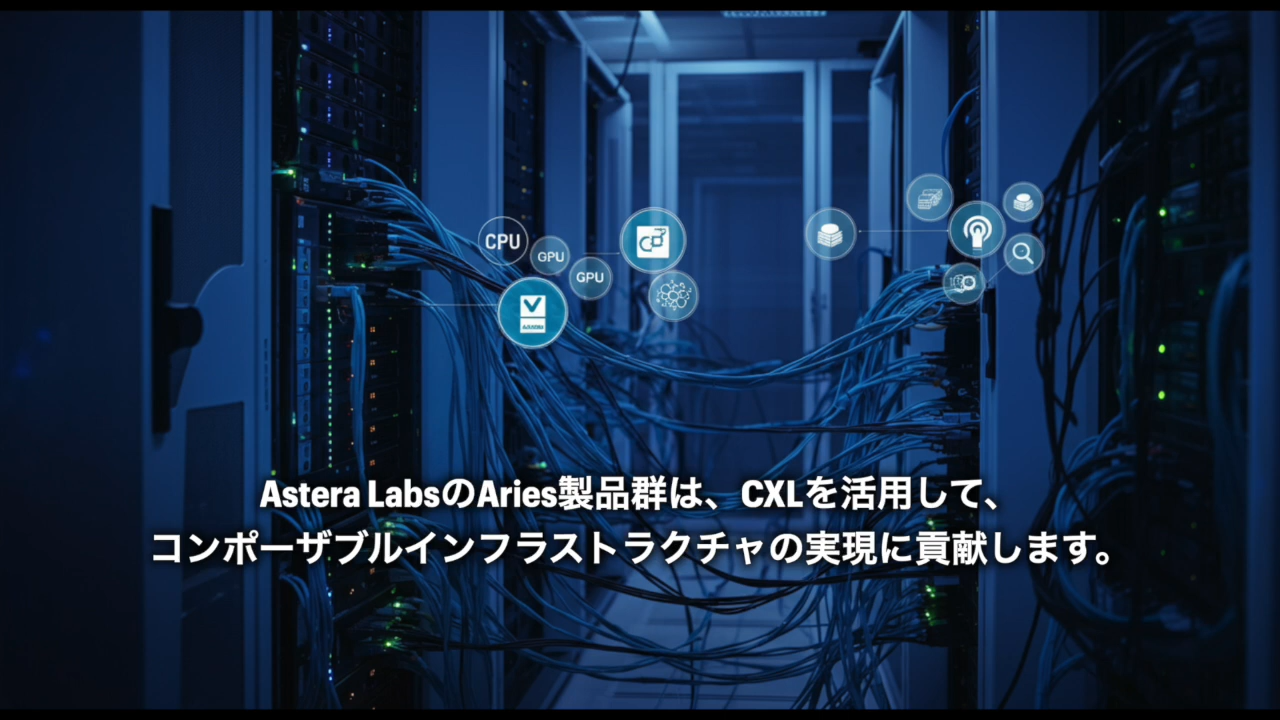 CPU
GPU
GPU
Astera LabsのAries製品群は、CXLを活用して、
コンポーザブルインフラストラクチャの実現に貢献します。